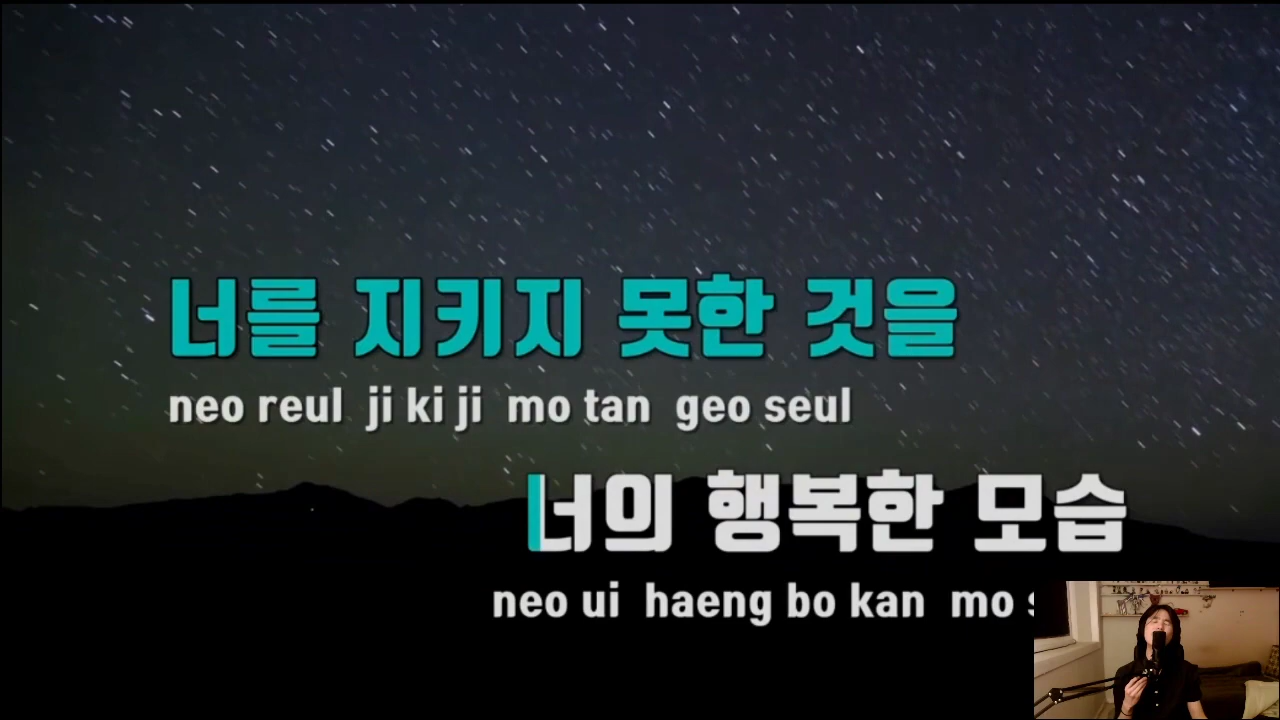 너를 지키지 못한 것을
neo reul ji ki ji mo tan geo seul
너의 행복한 모습
neo ui haeng bo kan mo